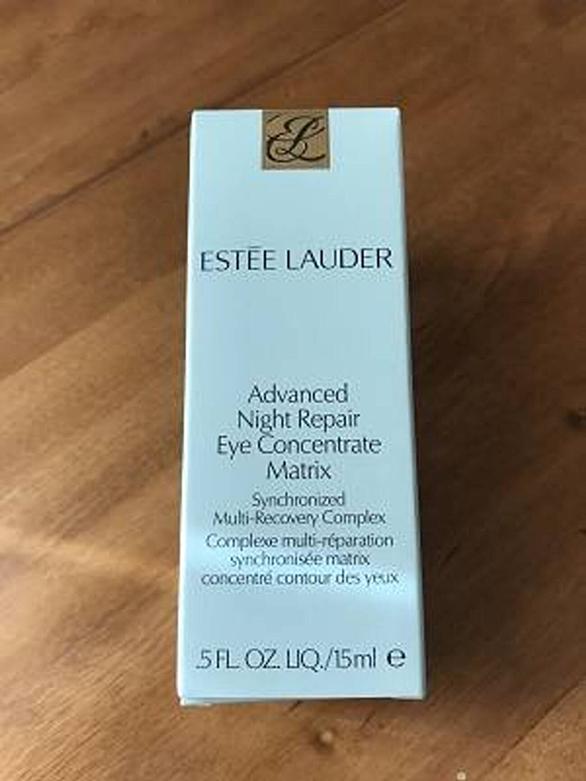 EL
ESTĒE LAUDER
Advanced
Night Repair
Eye Concentrate
Matrix
Synchronized
Multi-Recovery Complex
Complexe multi-réparation
synchronisée matrix
concentré contour des yeux
.5 FL. OZ. LIQ./15ml ℮